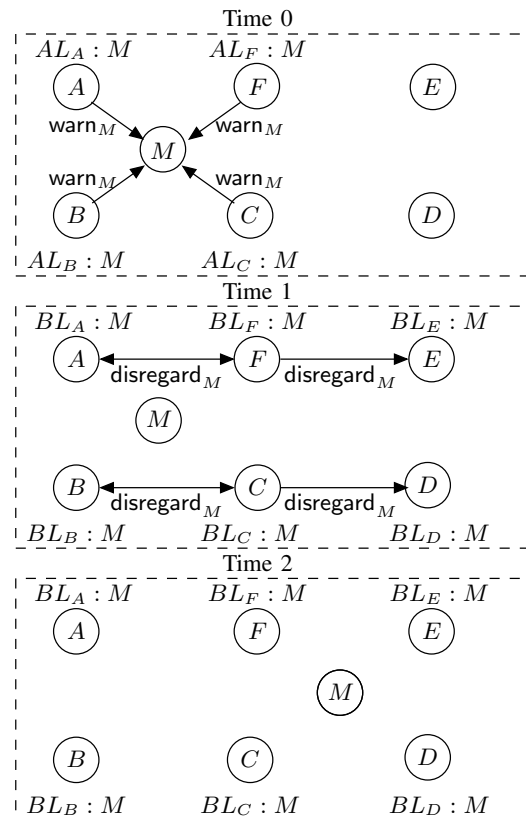 Time 0
AL_A : M AL_F : M
A F E
warn_M warn_M
M
warn_M warn_M
B C D
AL_B : M AL_C : M
Time 1
BL_A : M BL_F : M BL_E : M
A F E
disregard_M disregard_M
M
B C D
disregard_M disregard_M
BL_B : M BL_C : M BL_D : M
Time 2
BL_A : M BL_F : M BL_E : M
A F E
M
B C D
BL_B : M BL_C : M BL_D : M